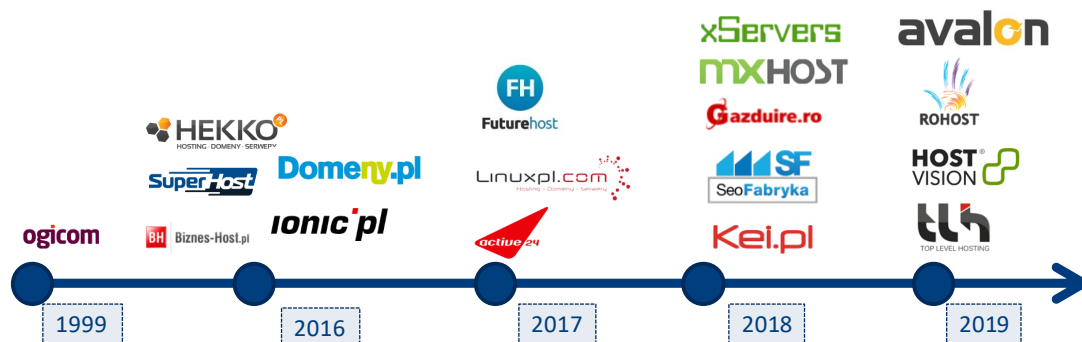 ogicom
1999
HEKKO.pl
HOSTING · DOMENY · SERWERY
SuperHost
BH Biznes-Host.pl
Domeny.pl
ionic'pl
2016
FH
Futurehost
Linuxpl.com
Hosting - Domeny - Serwery
active 24
2017
xServers
mxHOST
Gazduire.ro
SF
SeoFabryka
Kei.pl
2018
avalon
ROHOST
HOST®
VISION
tlh
TOP LEVEL HOSTING
2019